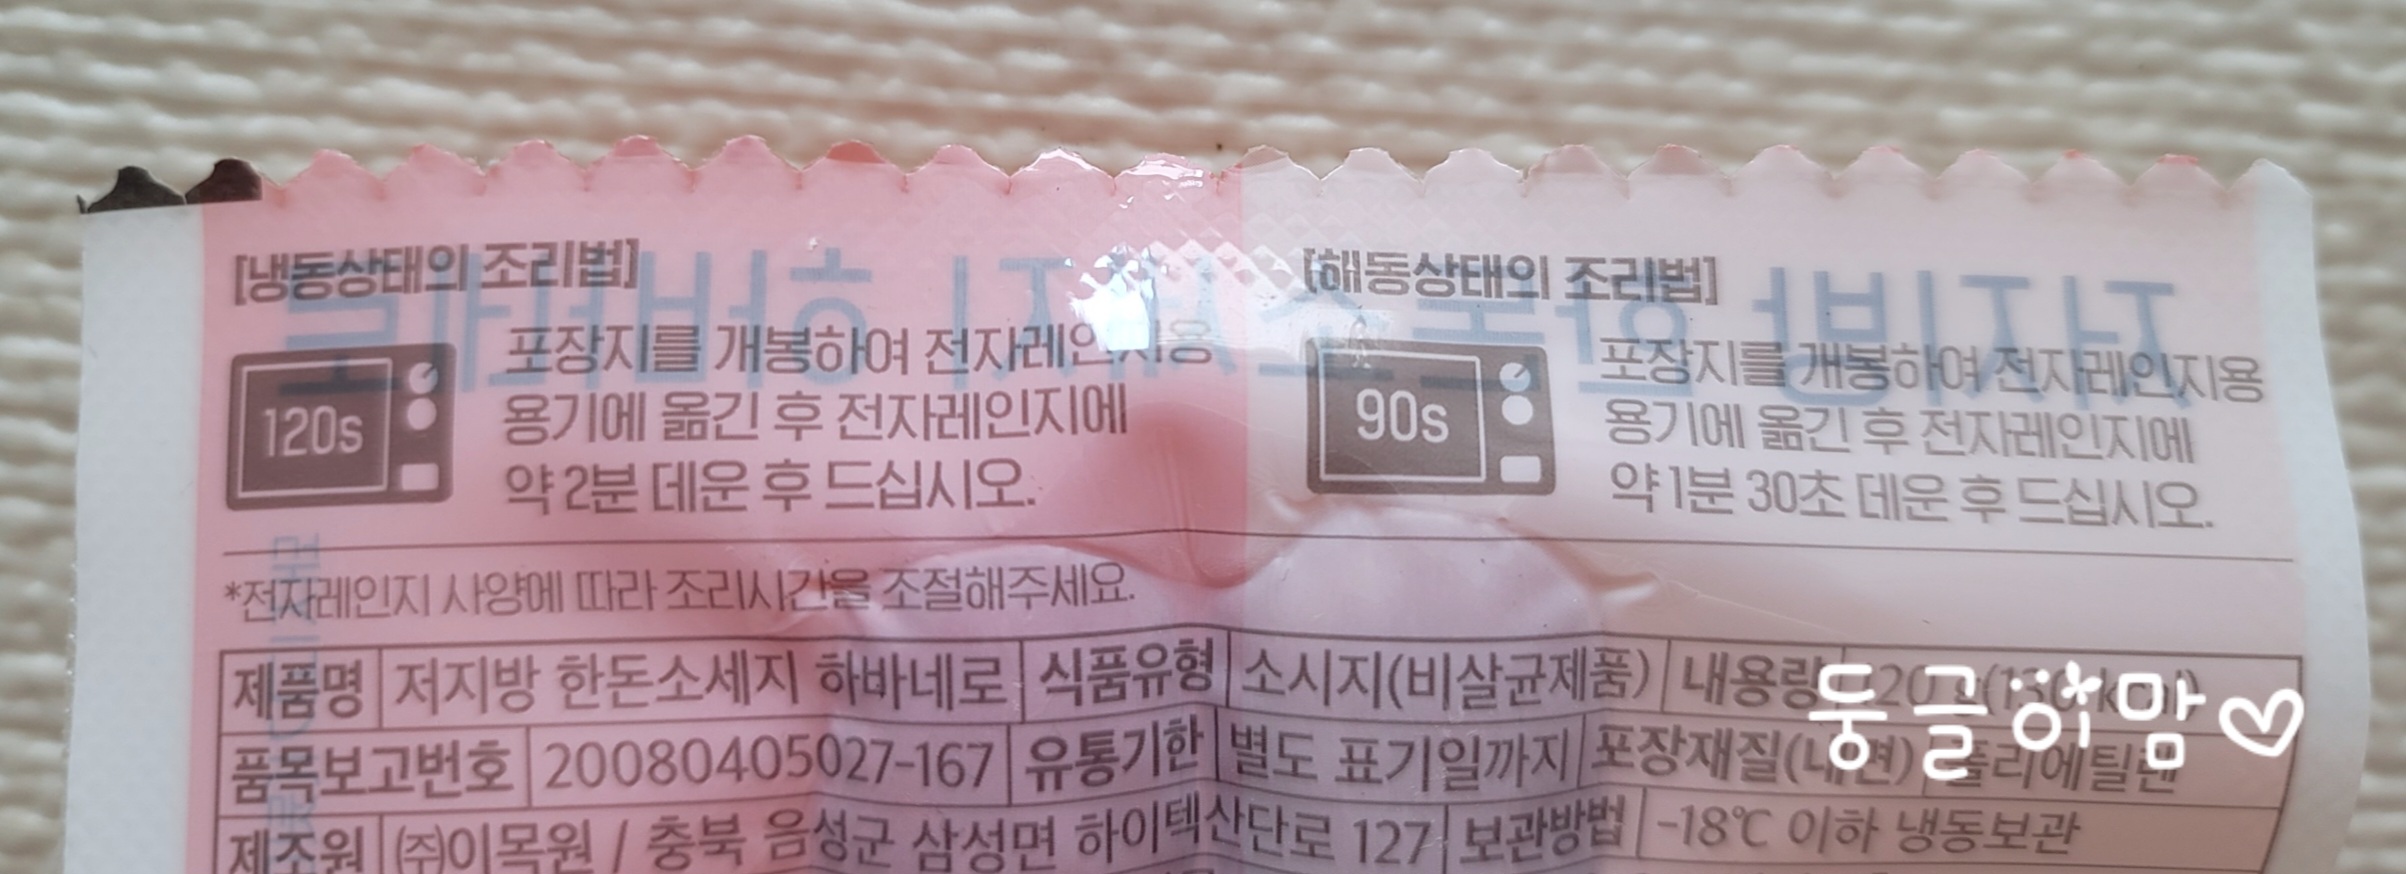 [냉동상태의 조리법]
120s
포장지를 개봉하여 전자레인지용
용기에 옮긴 후 전자레인지에
약 2분 데운 후 드십시오.
[해동상태의 조리법]
90s
포장지를 개봉하여 전자레인지용
용기에 옮긴 후 전자레인지에
약 1분 30초 데운 후 드십시오.
*전자레인지 사양에 따라 조리시간을 조절해주세요.
제품명 저지방 한돈소세지 하바네로 식품유형 소시지(비살균제품) 내용량
품목보고번호 20080405027-167 유통기한 별도 표기일까지 포장재질(내면) 폴리에틸렌
제조원 ㈜이목원 / 충북 음성군 삼성면 하이텍산단로 127 보관방법 -18℃ 이하 냉동보관
둥글이맘